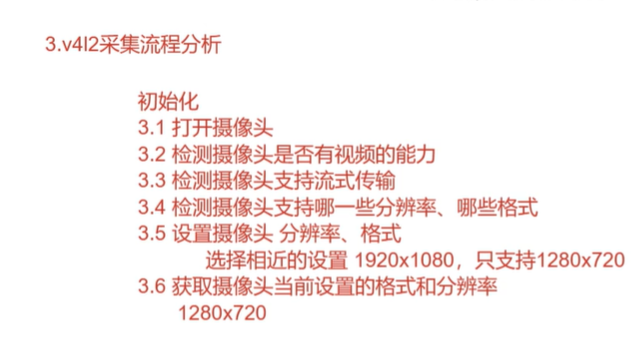 3.v4l2采集流程分析
初始化
3.1 打开摄像头
3.2 检测摄像头是否有视频的能力
3.3 检测摄像头支持流式传输
3.4 检测摄像头支持哪一些分辨率、哪些格式
3.5 设置摄像头 分辨率、格式
选择相近的设置 1920x1080，只支持1280x720
3.6 获取摄像头当前设置的格式和分辨率
1280x720